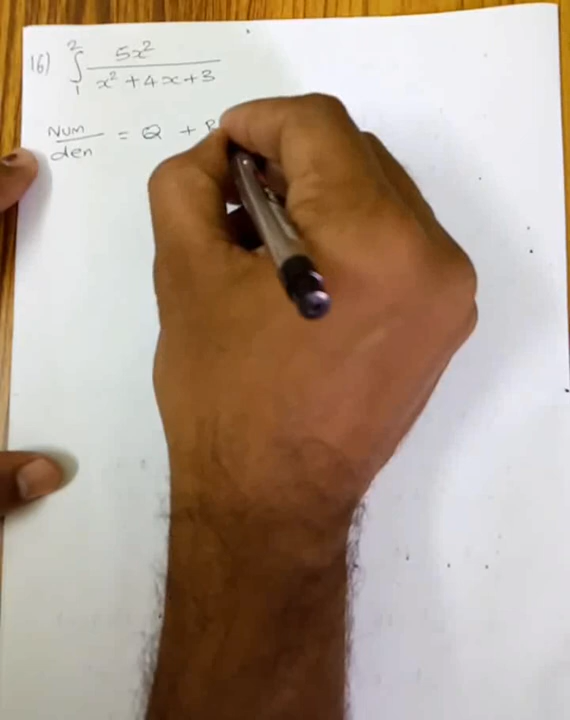 16) ∫₁² 5x² / x² + 4x + 3
Num / den = Q + R